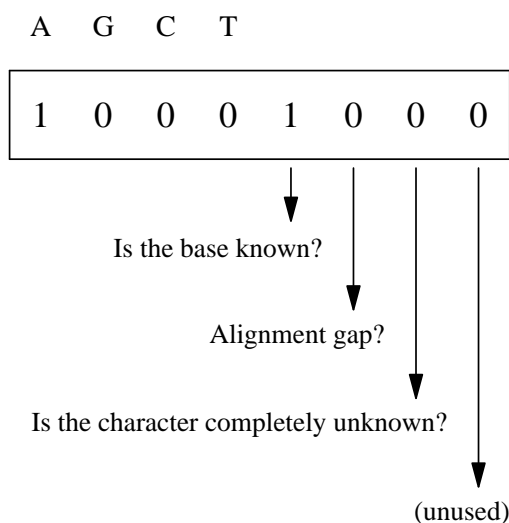 A G C T
1 0 0 0 1 0 0 0
Is the base known?
Alignment gap?
Is the character completely unknown?
(unused)